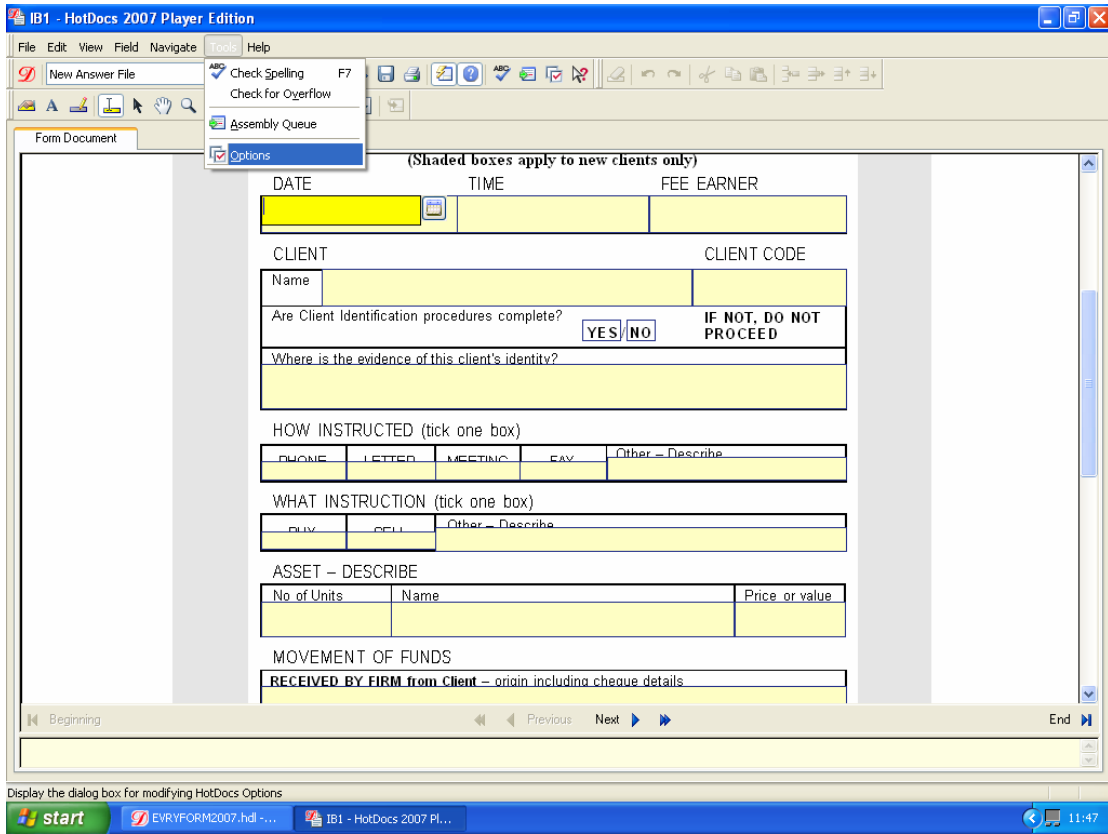 IB1 - HotDocs 2007 Player Edition
File Edit View Field Navigate Tools Help
New Answer File
Check Spelling F7
Check for Overflow
Assembly Queue
Options
Form Document
(Shaded boxes apply to new clients only)
DATE TIME FEE EARNER
CLIENT CLIENT CODE
Name
Are Client Identification procedures complete? YES/NO IF NOT, DO NOT
PROCEED
Where is the evidence of this client's identity?
HOW INSTRUCTED (tick one box)
PHONE LETTER MEETING FAX Other – Describe
WHAT INSTRUCTION (tick one box)
BUY SELL Other – Describe
ASSET – DESCRIBE
No of Units Name Price or value
MOVEMENT OF FUNDS
RECEIVED BY FIRM from Client – origin including cheque details
Beginning Previous Next End
Display the dialog box for modifying HotDocs Options
start EVRYFORM2007.hdl -... IB1 - HotDocs 2007 Pl... 11:47